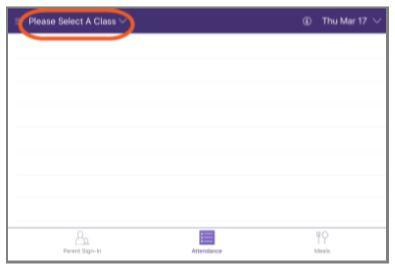 Please Select A Class
Thu Mar 17
Parent Sign-In
Attendance
Meals